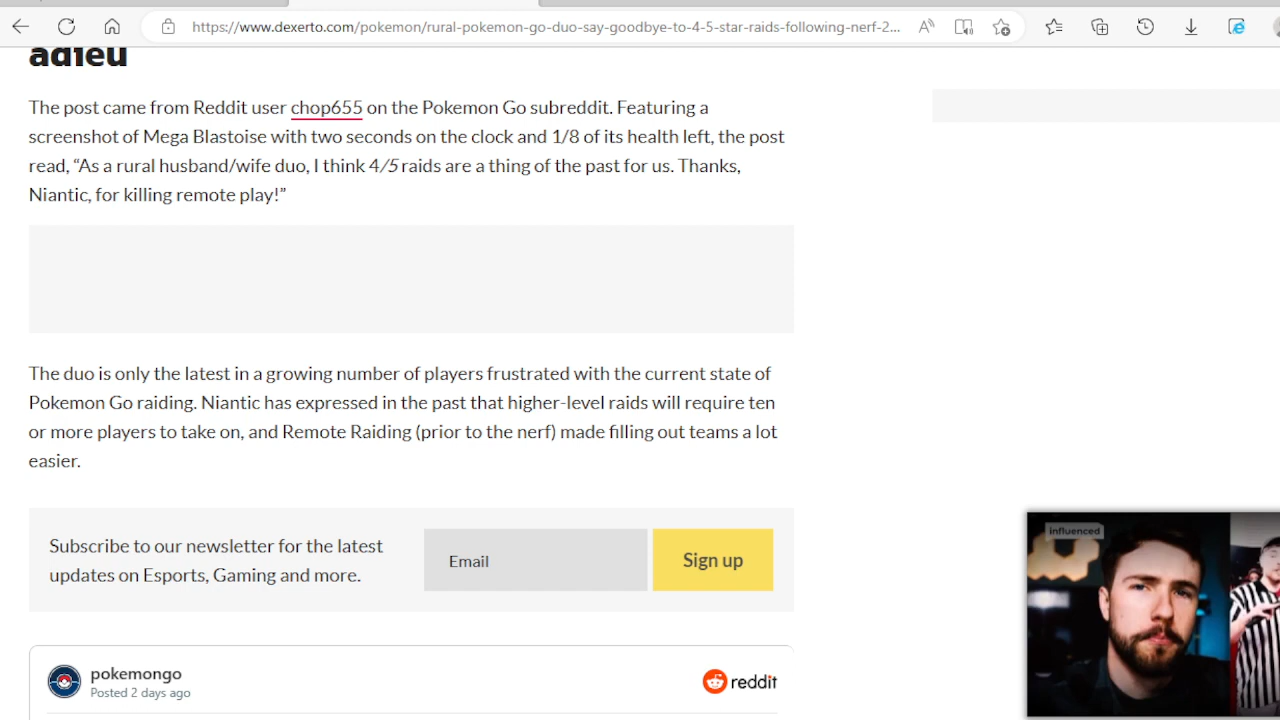 https://www.dexerto.com/pokemon/rural-pokemon-go-duo-say-goodbye-to-4-5-star-raids-following-nerf-2...
adieu
The post came from Reddit user chop655 on the Pokemon Go subreddit. Featuring a
screenshot of Mega Blastoise with two seconds on the clock and 1/8 of its health left, the post
read, “As a rural husband/wife duo, I think 4/5 raids are a thing of the past for us. Thanks,
Niantic, for killing remote play!”
The duo is only the latest in a growing number of players frustrated with the current state of
Pokemon Go raiding. Niantic has expressed in the past that higher-level raids will require ten
or more players to take on, and Remote Raiding (prior to the nerf) made filling out teams a lot
easier.
Subscribe to our newsletter for the latest
updates on Esports, Gaming and more.
Email
Sign up
influenced
pokemongo
Posted 2 days ago
reddit